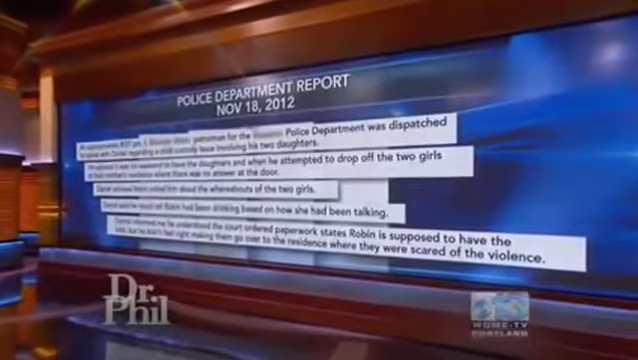 POLICE DEPARTMENT REPORT
NOV 18, 2012
At approximately patrolman for the Police Department was dispatched
to speak with Daniel regarding a child custody issue involving his two daughters.
He advised it was his weekend to have the daughters and when he attempted to drop off the two girls
at residence there was no answer at the door.
Daniel advised Robin called him about the whereabouts of the two girls.
Daniel said he could tell Robin had been drinking based on how she had been talking.
Daniel informed me he understood the court ordered paperwork states Robin is supposed to have the
kids, but he didn't feel right making them go over to the residence where they were scared of the violence.
Dr. Phil
WGME-TV
PORTLAND